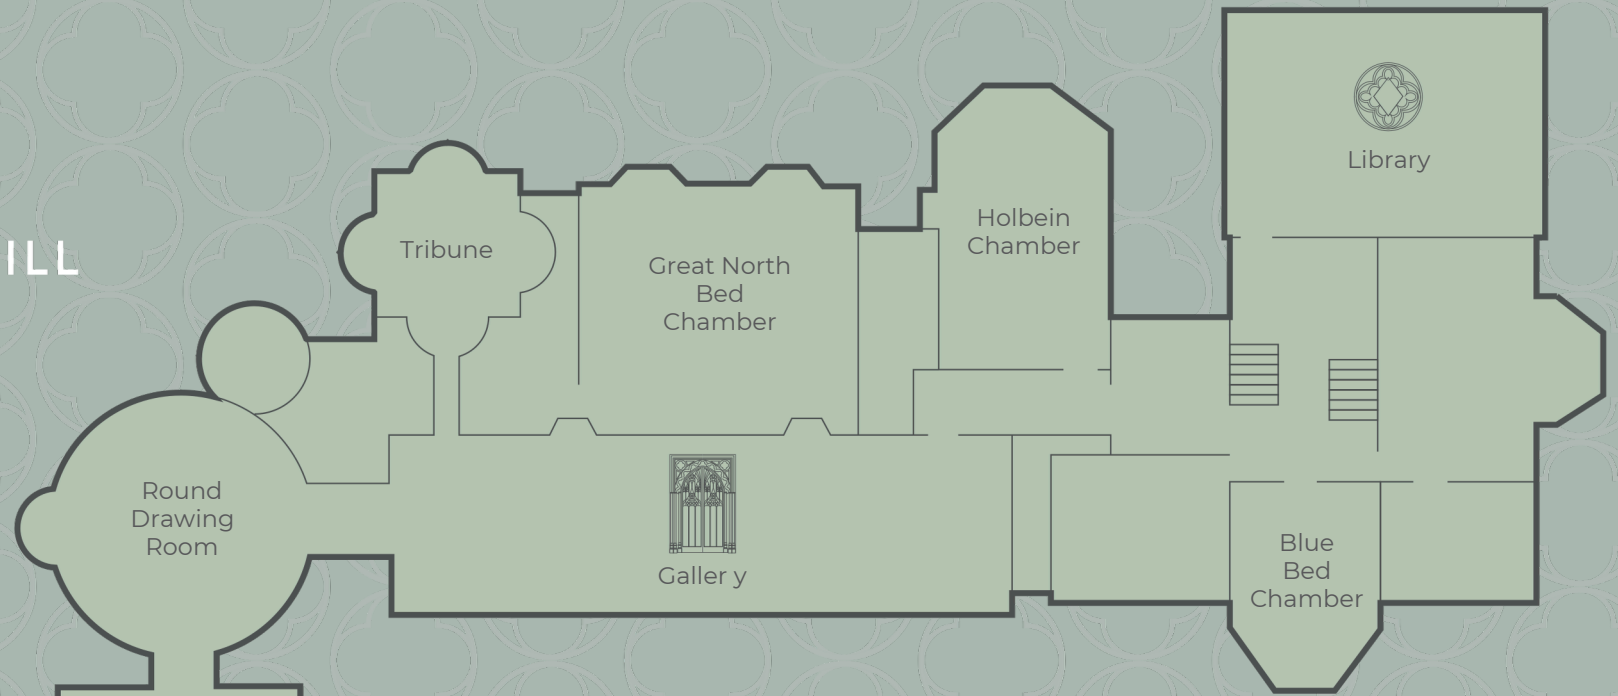 ILL
Library
Holbein
Chamber
Tribune
Great North
Bed
Chamber
Round
Drawing
Room
Galler y
Blue
Bed
Chamber